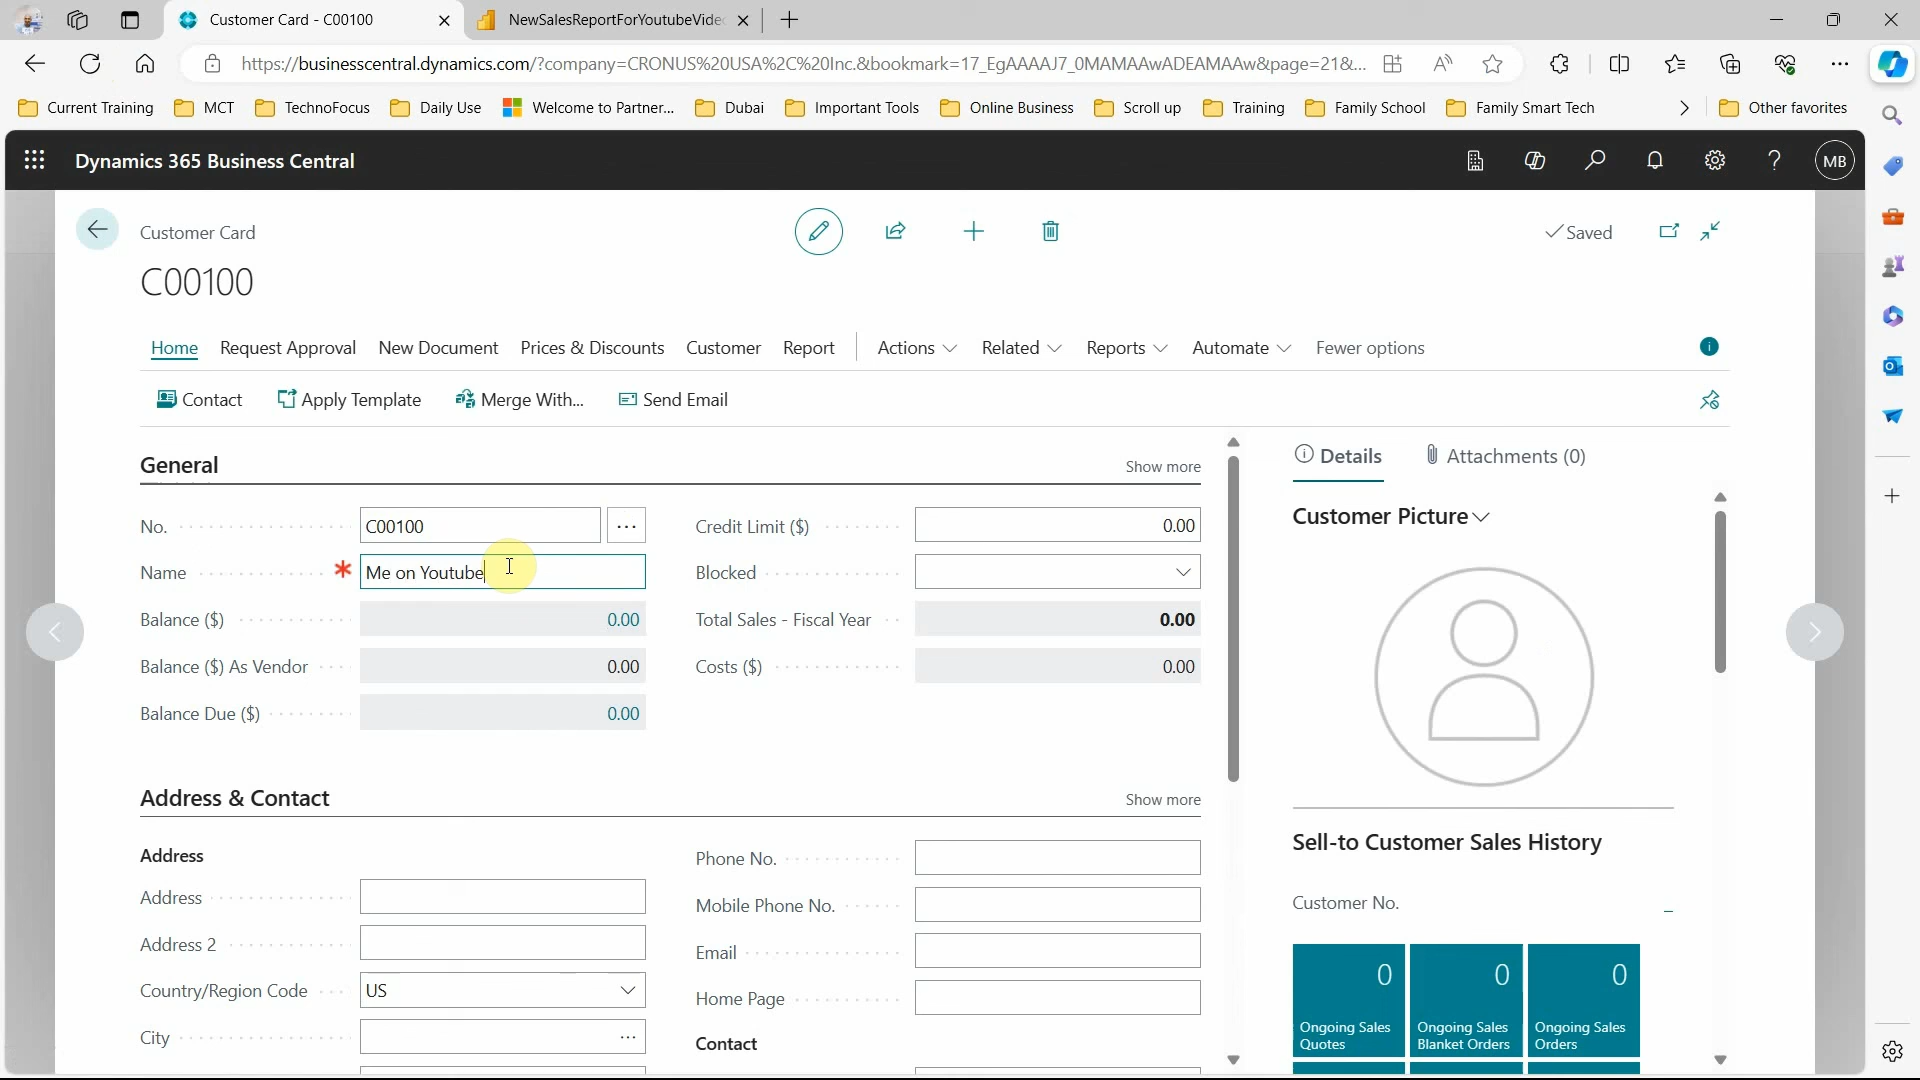 Customer Card - C00100
NewSalesReportForYoutubeVide
https://businesscentral.dynamics.com/?company=CRONUS%20USA%2C%20Inc.&bookmark=17_EgAAAAJ7_0MAMAAwADEAMAAw&page=21&...
Current Training MCT TechnoFocus Daily Use Welcome to Partner... Dubai Important Tools Online Business Scroll up Training Family School Family Smart Tech Other favorites
Dynamics 365 Business Central
MB
Customer Card
Saved
C00100
Home Request Approval New Document Prices & Discounts Customer Report Actions Related Reports Automate Fewer options
Contact Apply Template Merge With... Send Email
General Show more
No. C00100 ...
Name * Me on Youtube
Balance ($) 0.00
Balance ($) As Vendor 0.00
Balance Due ($) 0.00
Credit Limit ($) 0.00
Blocked
Total Sales - Fiscal Year 0.00
Costs ($) 0.00
Address & Contact Show more
Address
Address
Address 2
Country/Region Code US
City ...
Phone No.
Mobile Phone No.
Email
Home Page
Contact
Details Attachments (0)
Customer Picture
Sell-to Customer Sales History
Customer No. _
0 0 0
Ongoing Sales Quotes
Ongoing Sales Blanket Orders
Ongoing Sales Orders